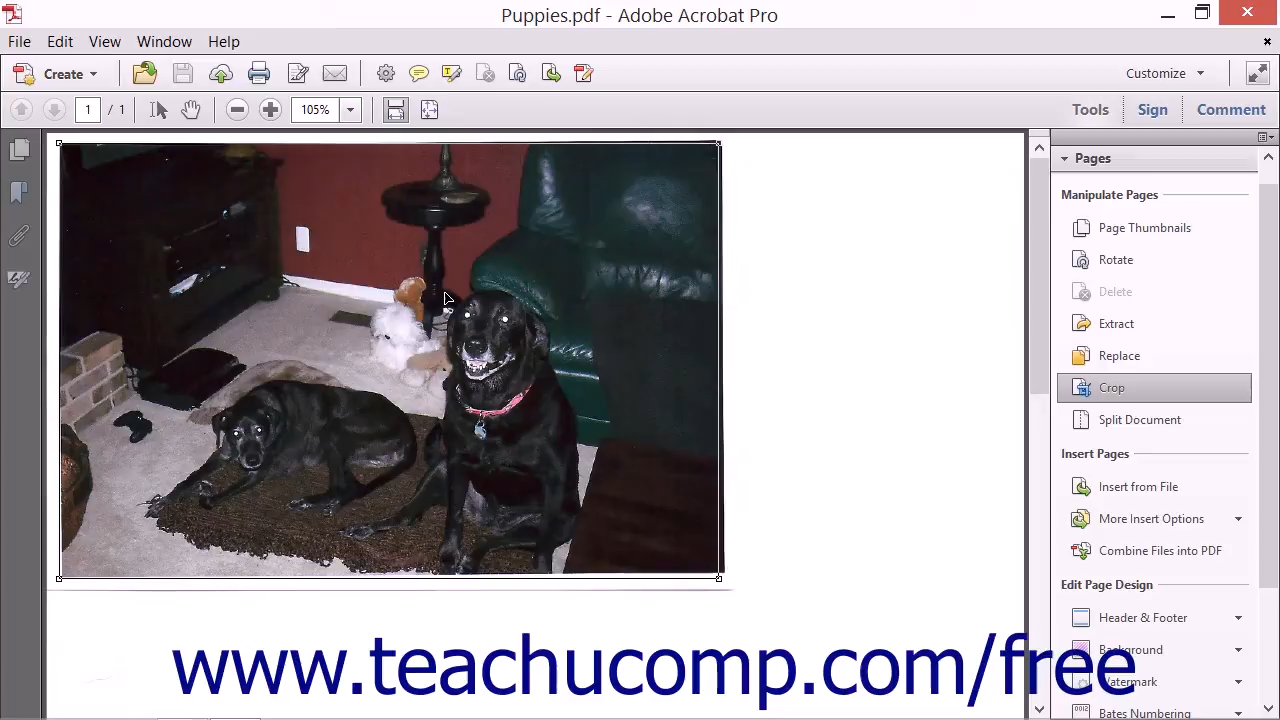 Puppies.pdf - Adobe Acrobat Pro
File Edit View Window Help
Create Customize
1 / 1 105% Tools Sign Comment
Pages
Manipulate Pages
Page Thumbnails
Rotate
Delete
Extract
Replace
Crop
Split Document
Insert Pages
Insert from File
More Insert Options
Combine Files into PDF
Edit Page Design
Header & Footer
Background
Watermark
Bates Numbering
www.teachucomp.com/free